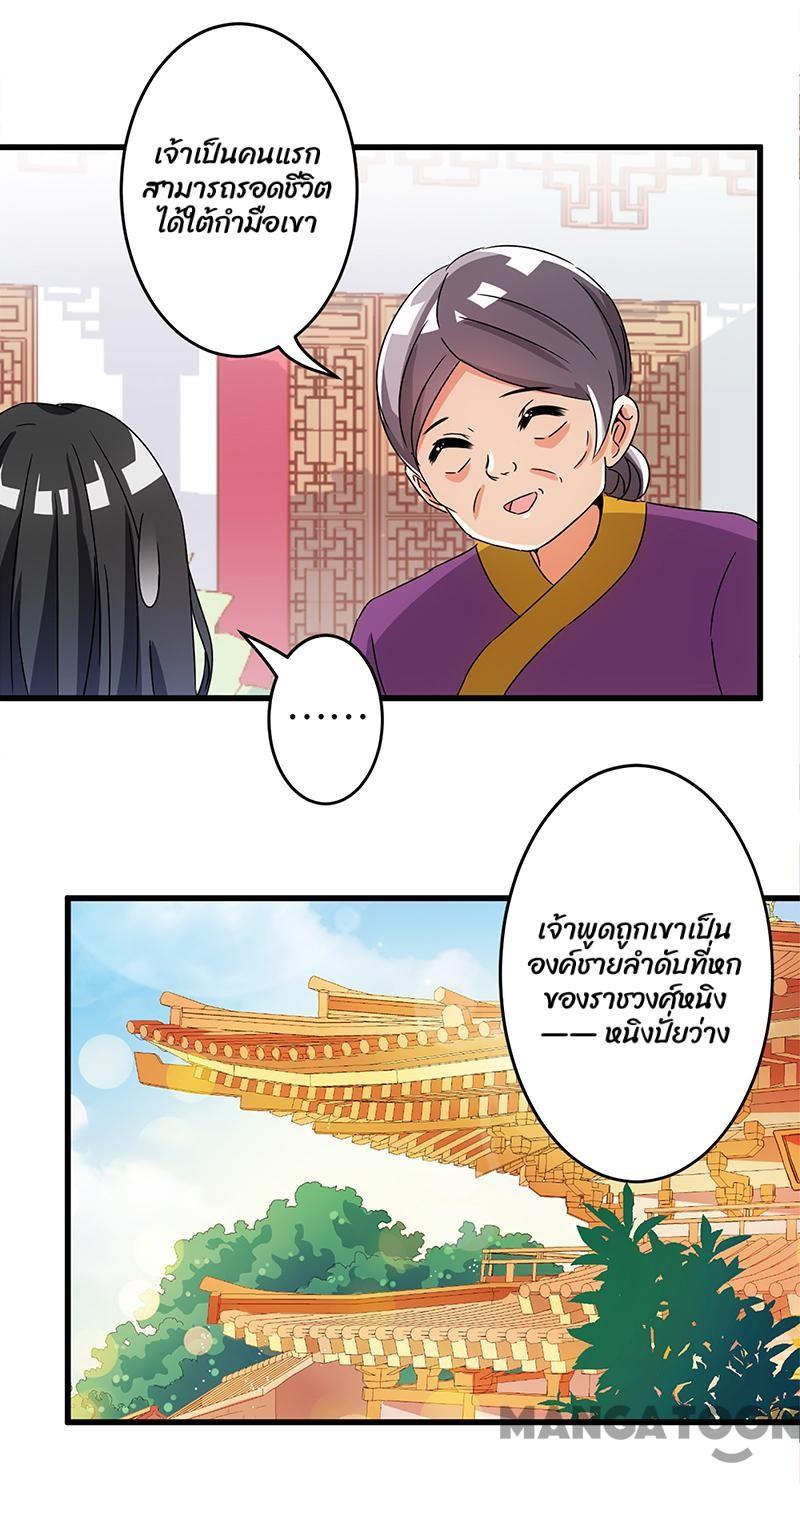 เจ้าเป็นคนแรก
สามารถรอดชีวิต
ได้ใต้กำมือเขา
······
เจ้าพูดถูกเขาเป็น
องค์ชายลำดับที่หก
ของราชวงศ์หนิง
—— หนิงปั่ยว่าง
MANGATOON